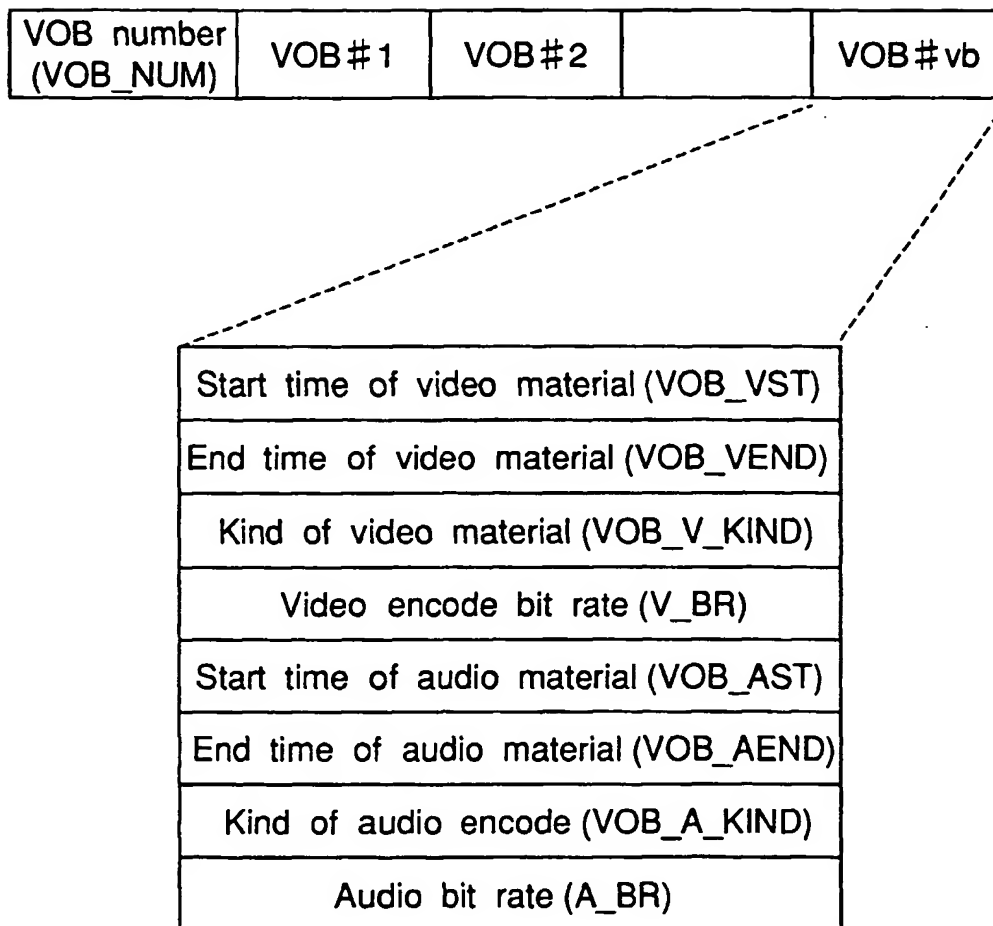 VOB number
(VOB_NUM)
VOB#1
VOB#2
VOB#vb
Start time of video material (VOB_VST)
End time of video material (VOB_VEND)
Kind of video material (VOB_V_KIND)
Video encode bit rate (V_BR)
Start time of audio material (VOB_AST)
End time of audio material (VOB_AEND)
Kind of audio encode (VOB_A_KIND)
Audio bit rate (A_BR)